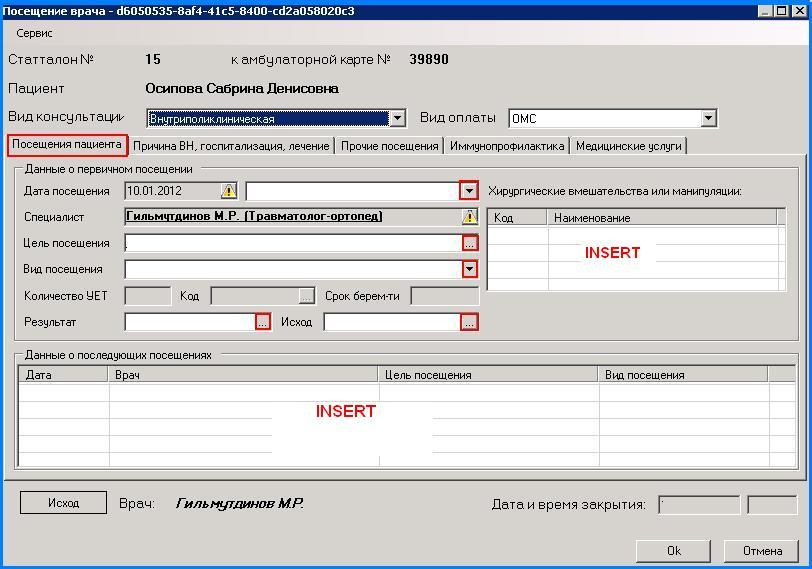 Посещение врача - d6050535-8af4-41c5-8400-cd2a058020c3
Сервис
Статталон № 15 к амбулаторной карте № 39890
Пациент Осипова Сабрина Денисовна
Вид консультации Внутриполиклиническая Вид оплаты ОМС
Посещения пациента Причина ВН, госпитализация, лечение Прочие посещения Иммунопрофилактика Медицинские услуги
Данные о первичном посещении
Дата посещения 10.01.2012 Хирургические вмешательства или манипуляции:
Специалист Гильмутдинов М.Р. (Травматолог-ортопед) Код Наименование
Цель посещения . ... INSERT
Вид посещения
Количество УЕТ Код ... Срок берем-ти
Результат ... Исход ...
Данные о последующих посещениях
Дата Врач Цель посещения Вид посещения
INSERT
Исход Врач: Гильмутдинов М.Р. Дата и время закрытия:
Ok Отмена